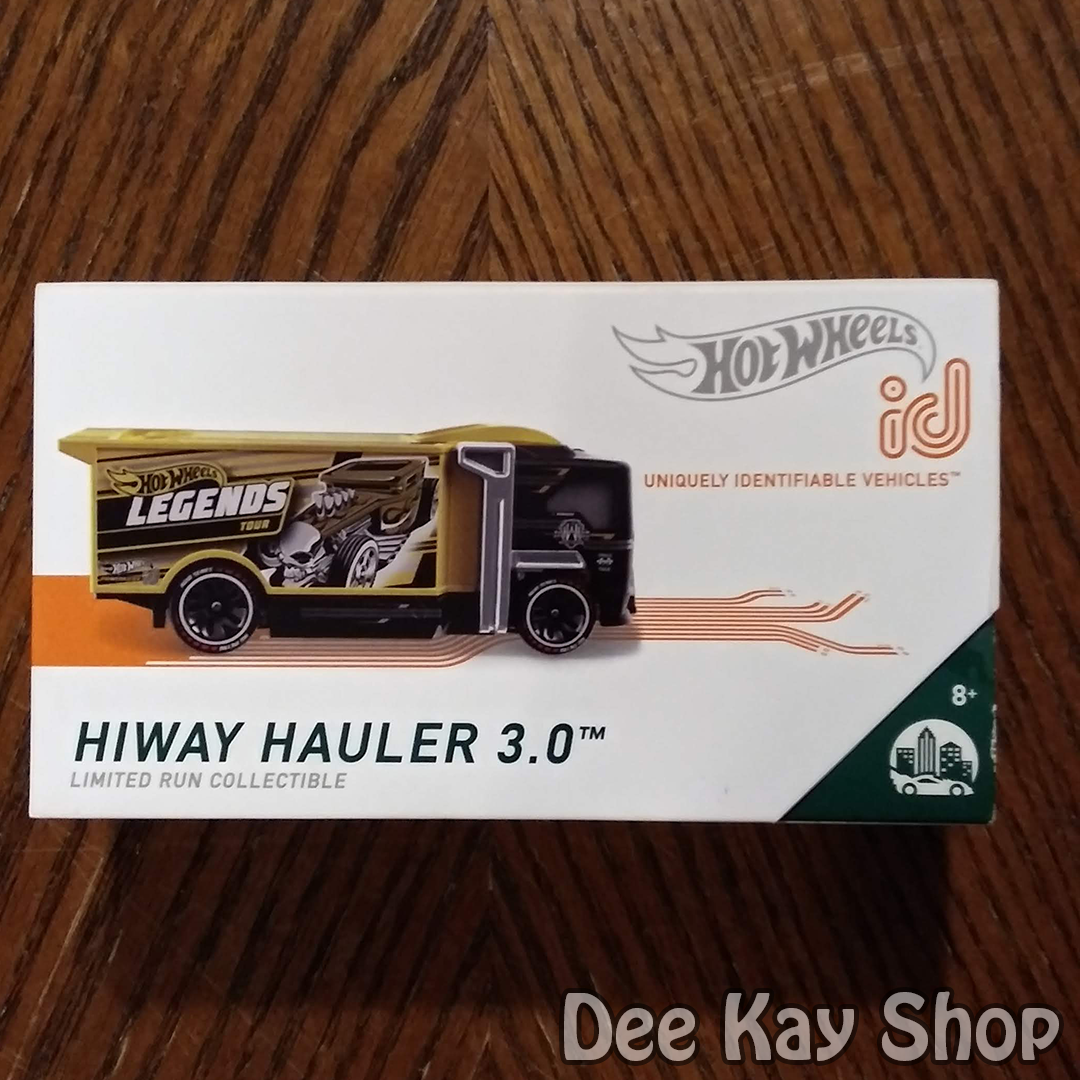 HOT WHEELS
id
UNIQUELY IDENTIFIABLE VEHICLES™
HOT WHEELS
LEGENDS
TOUR
HIWAY HAULER 3.0™
LIMITED RUN COLLECTIBLE
8+
Dee Kay Shop